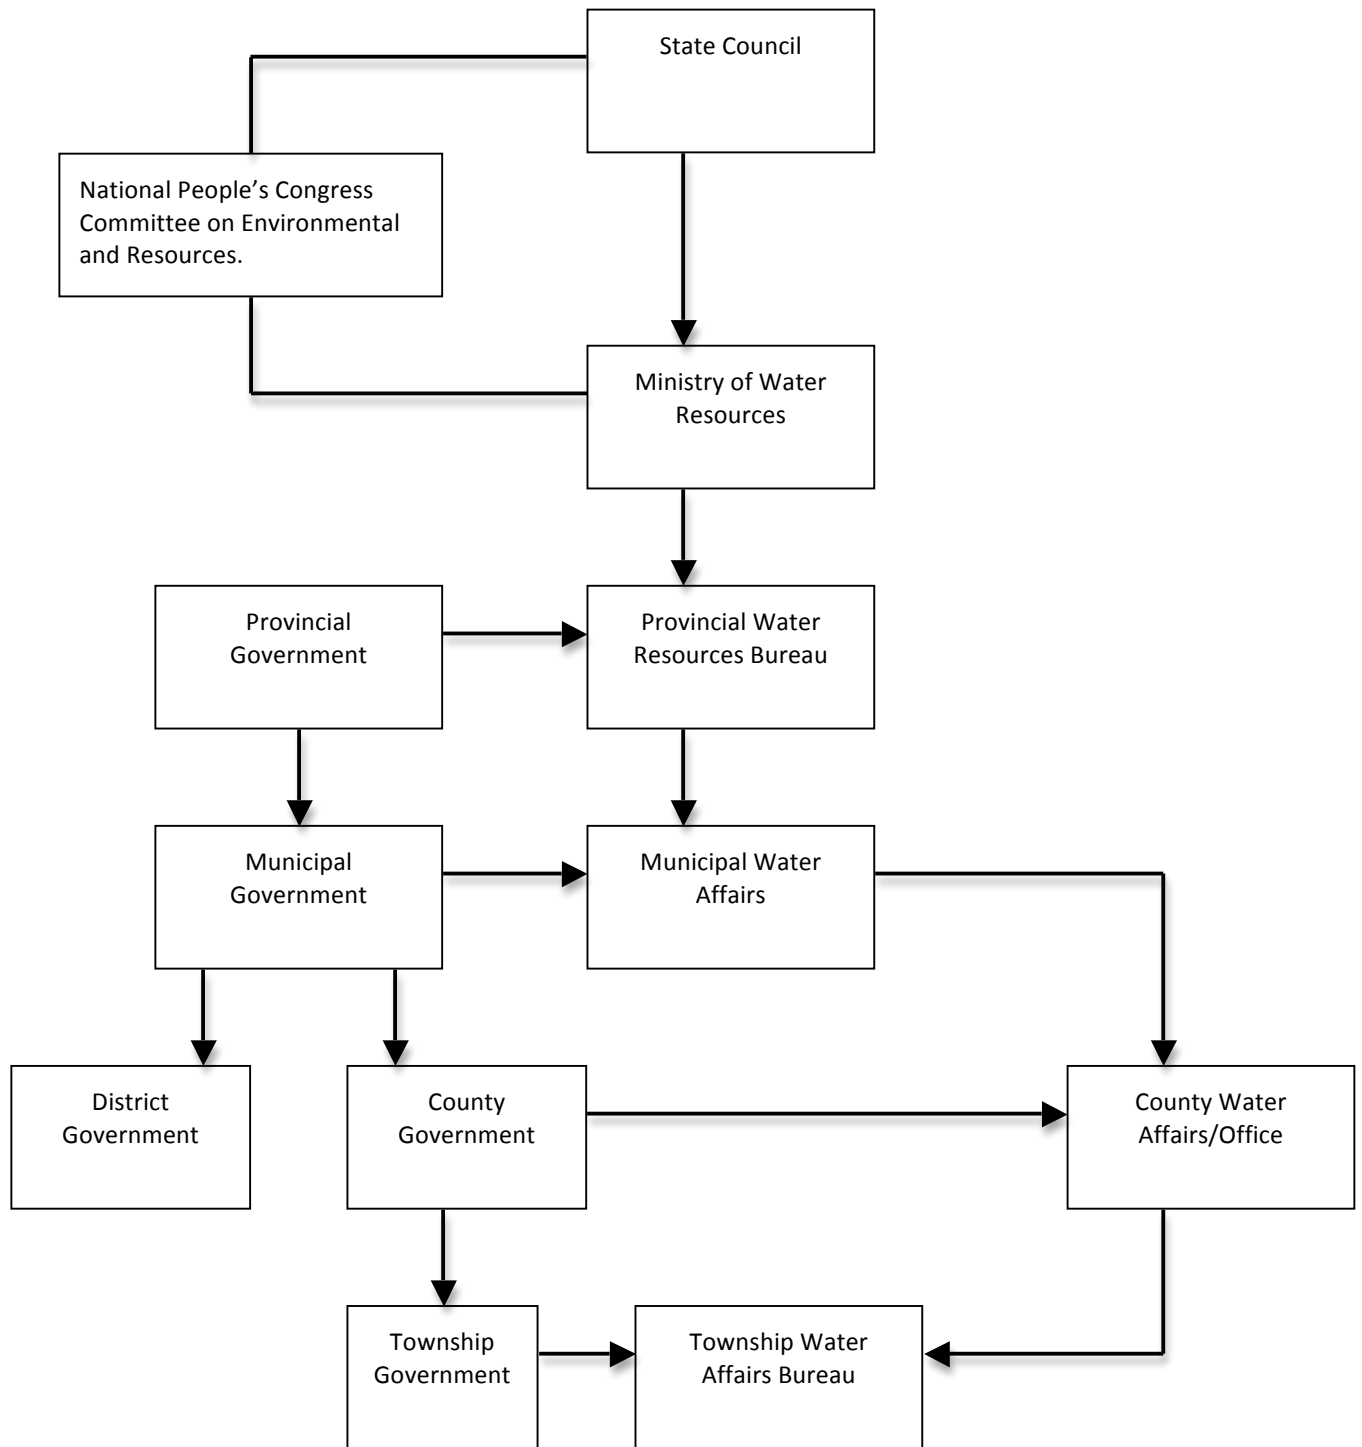 State Council
National People’s Congress
Committee on Environmental
and Resources.
Ministry of Water
Resources
Provincial
Government
Provincial Water
Resources Bureau
Municipal
Government
Municipal Water
Affairs
District
Government
County
Government
County Water
Affairs/Office
Township
Government
Township Water
Affairs Bureau